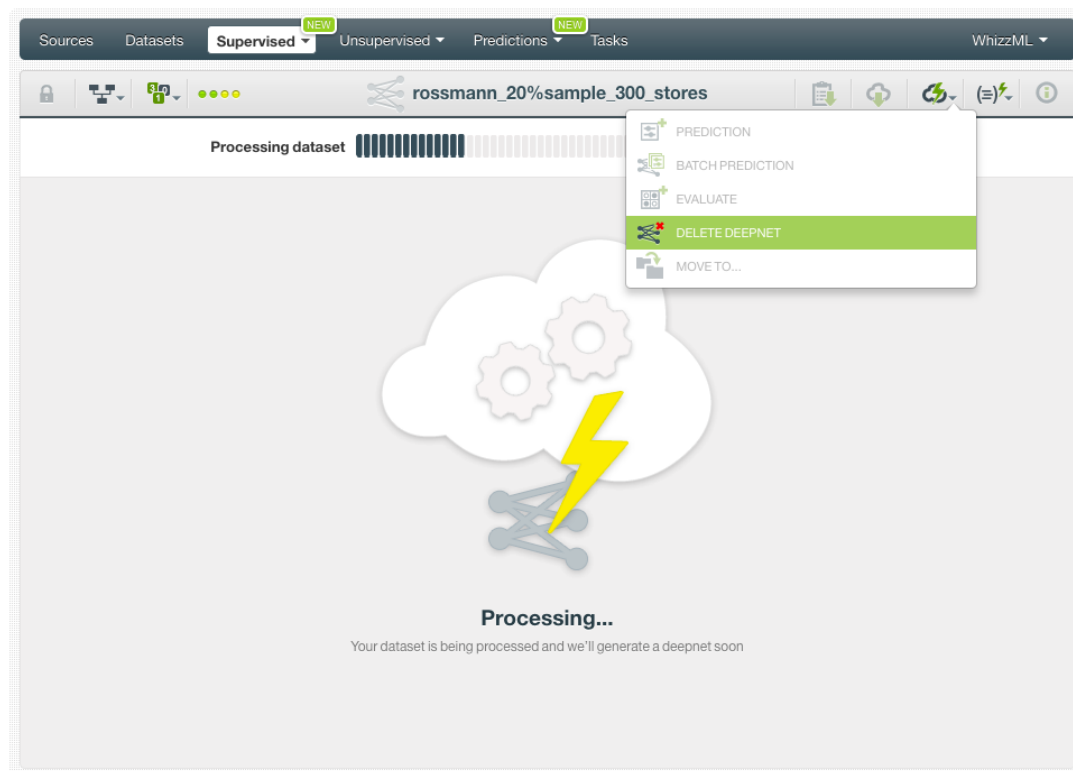 NEW NEW
Sources Datasets Supervised Unsupervised Predictions Tasks WhizzML
rossmann_20%sample_300_stores
Processing dataset
PREDICTION
BATCH PREDICTION
EVALUATE
DELETE DEEPNET
MOVE TO...
Processing...
Your dataset is being processed and we'll generate a deepnet soon